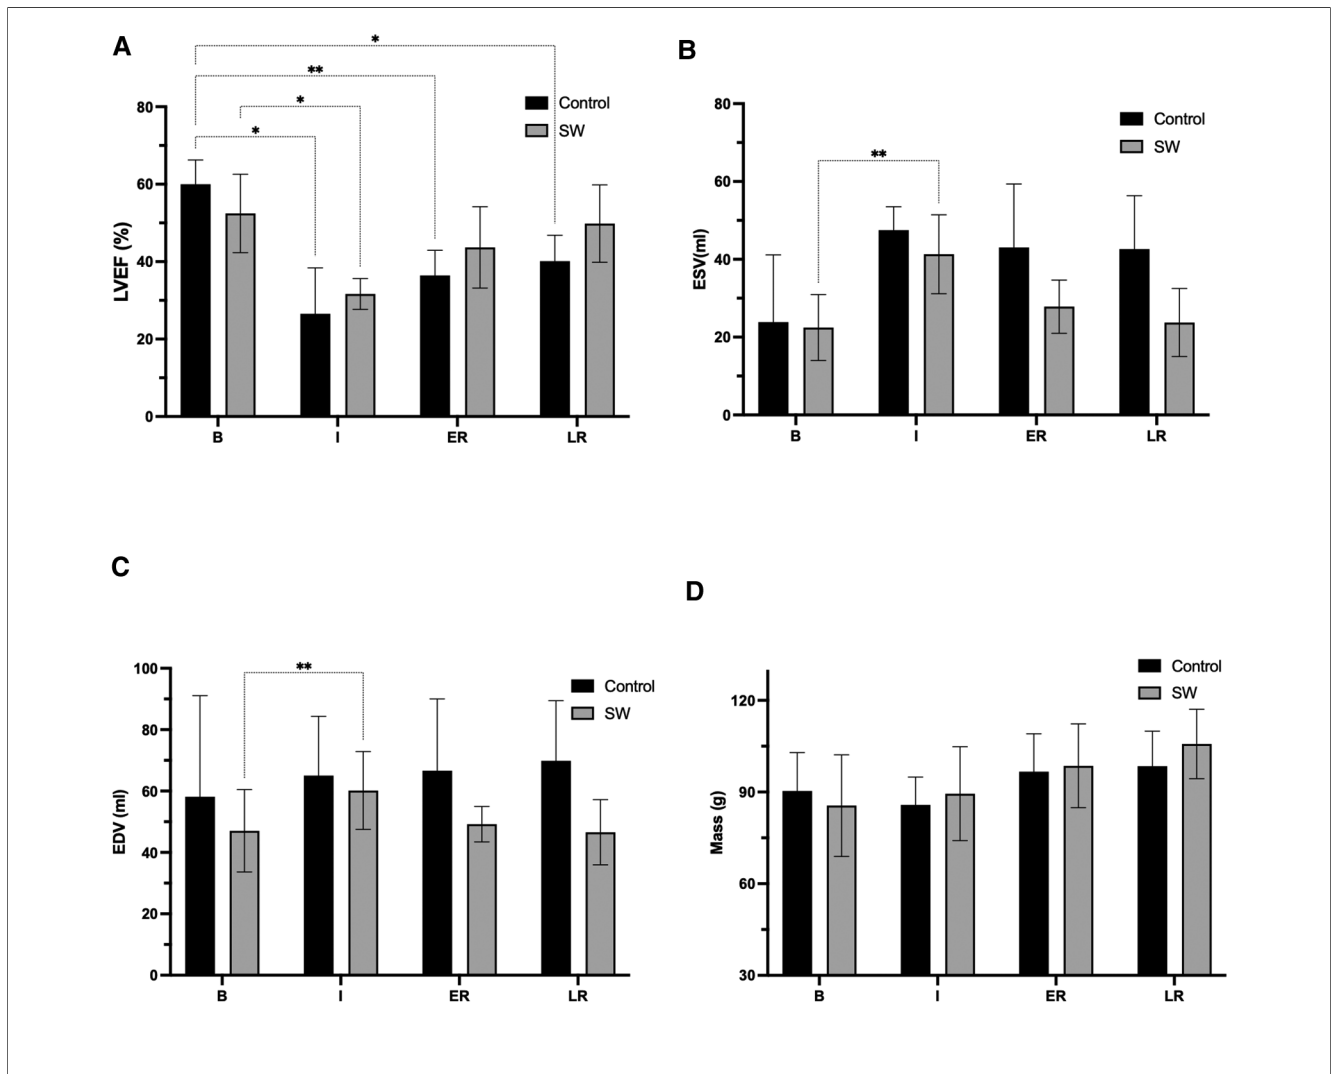 A
*
**
*
*
Control
SW
80
60
40
20
0
LVEF (%)
B I ER LR
B
**
Control
SW
80
60
40
20
0
ESV(ml)
B I ER LR
C
**
Control
SW
100
80
60
40
20
0
EDV (ml)
B I ER LR
D
Control
SW
120
90
60
30
Mass (g)
B I ER LR